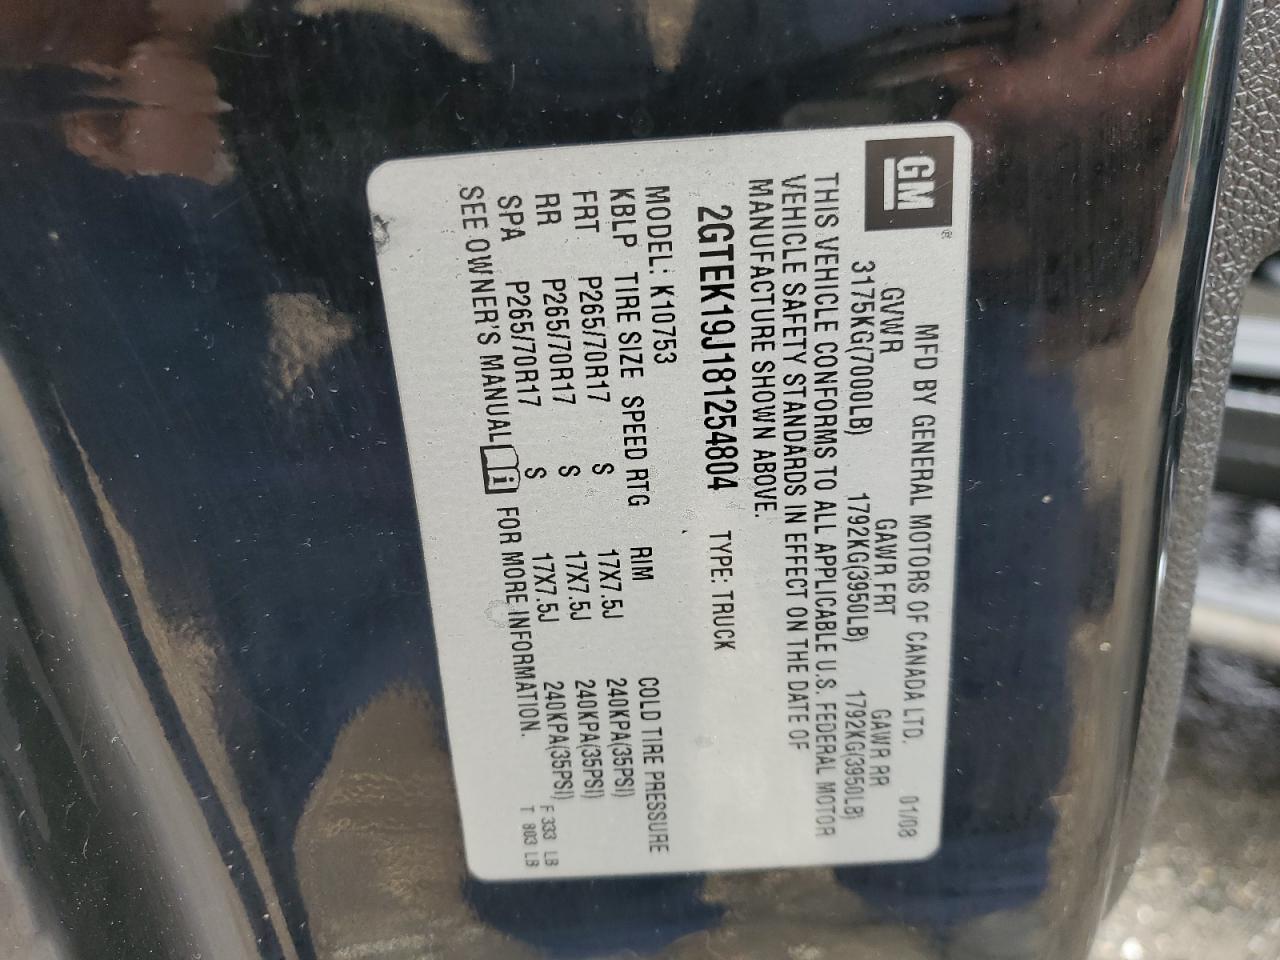 GM
MFD BY GENERAL MOTORS OF CANADA LTD. 01/08
GVWR GAWR FRT GAWR RR
3175KG(7000LB) 1792KG(3950LB) 1792KG(3950LB)
THIS VEHICLE CONFORMS TO ALL APPLICABLE U.S. FEDERAL MOTOR
VEHICLE SAFETY STANDARDS IN EFFECT ON THE DATE OF
MANUFACTURE SHOWN ABOVE.
2GTEK19J181254804 TYPE: TRUCK
MODEL: K10753
KBLP TIRE SIZE SPEED RTG RIM COLD TIRE PRESSURE
FRT P265/70R17 S 17X7.5J 240KPA(35PSI)
RR P265/70R17 S 17X7.5J 240KPA(35PSI)
SPA P265/70R17 S 17X7.5J 240KPA(35PSI)
SEE OWNER'S MANUAL i FOR MORE INFORMATION.
F 333 LB
T 803 LB